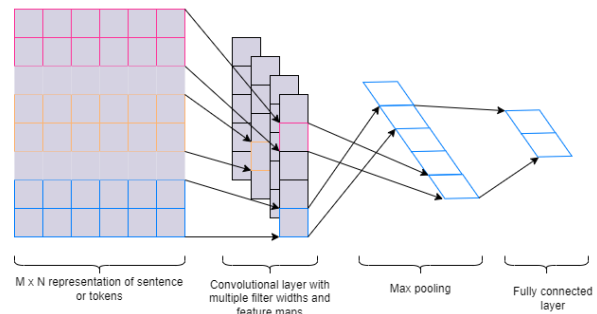 M x N representation of sentence
or tokens
Convolutional layer with
multiple filter widths and
feature maps
Max pooling
Fully connected
layer